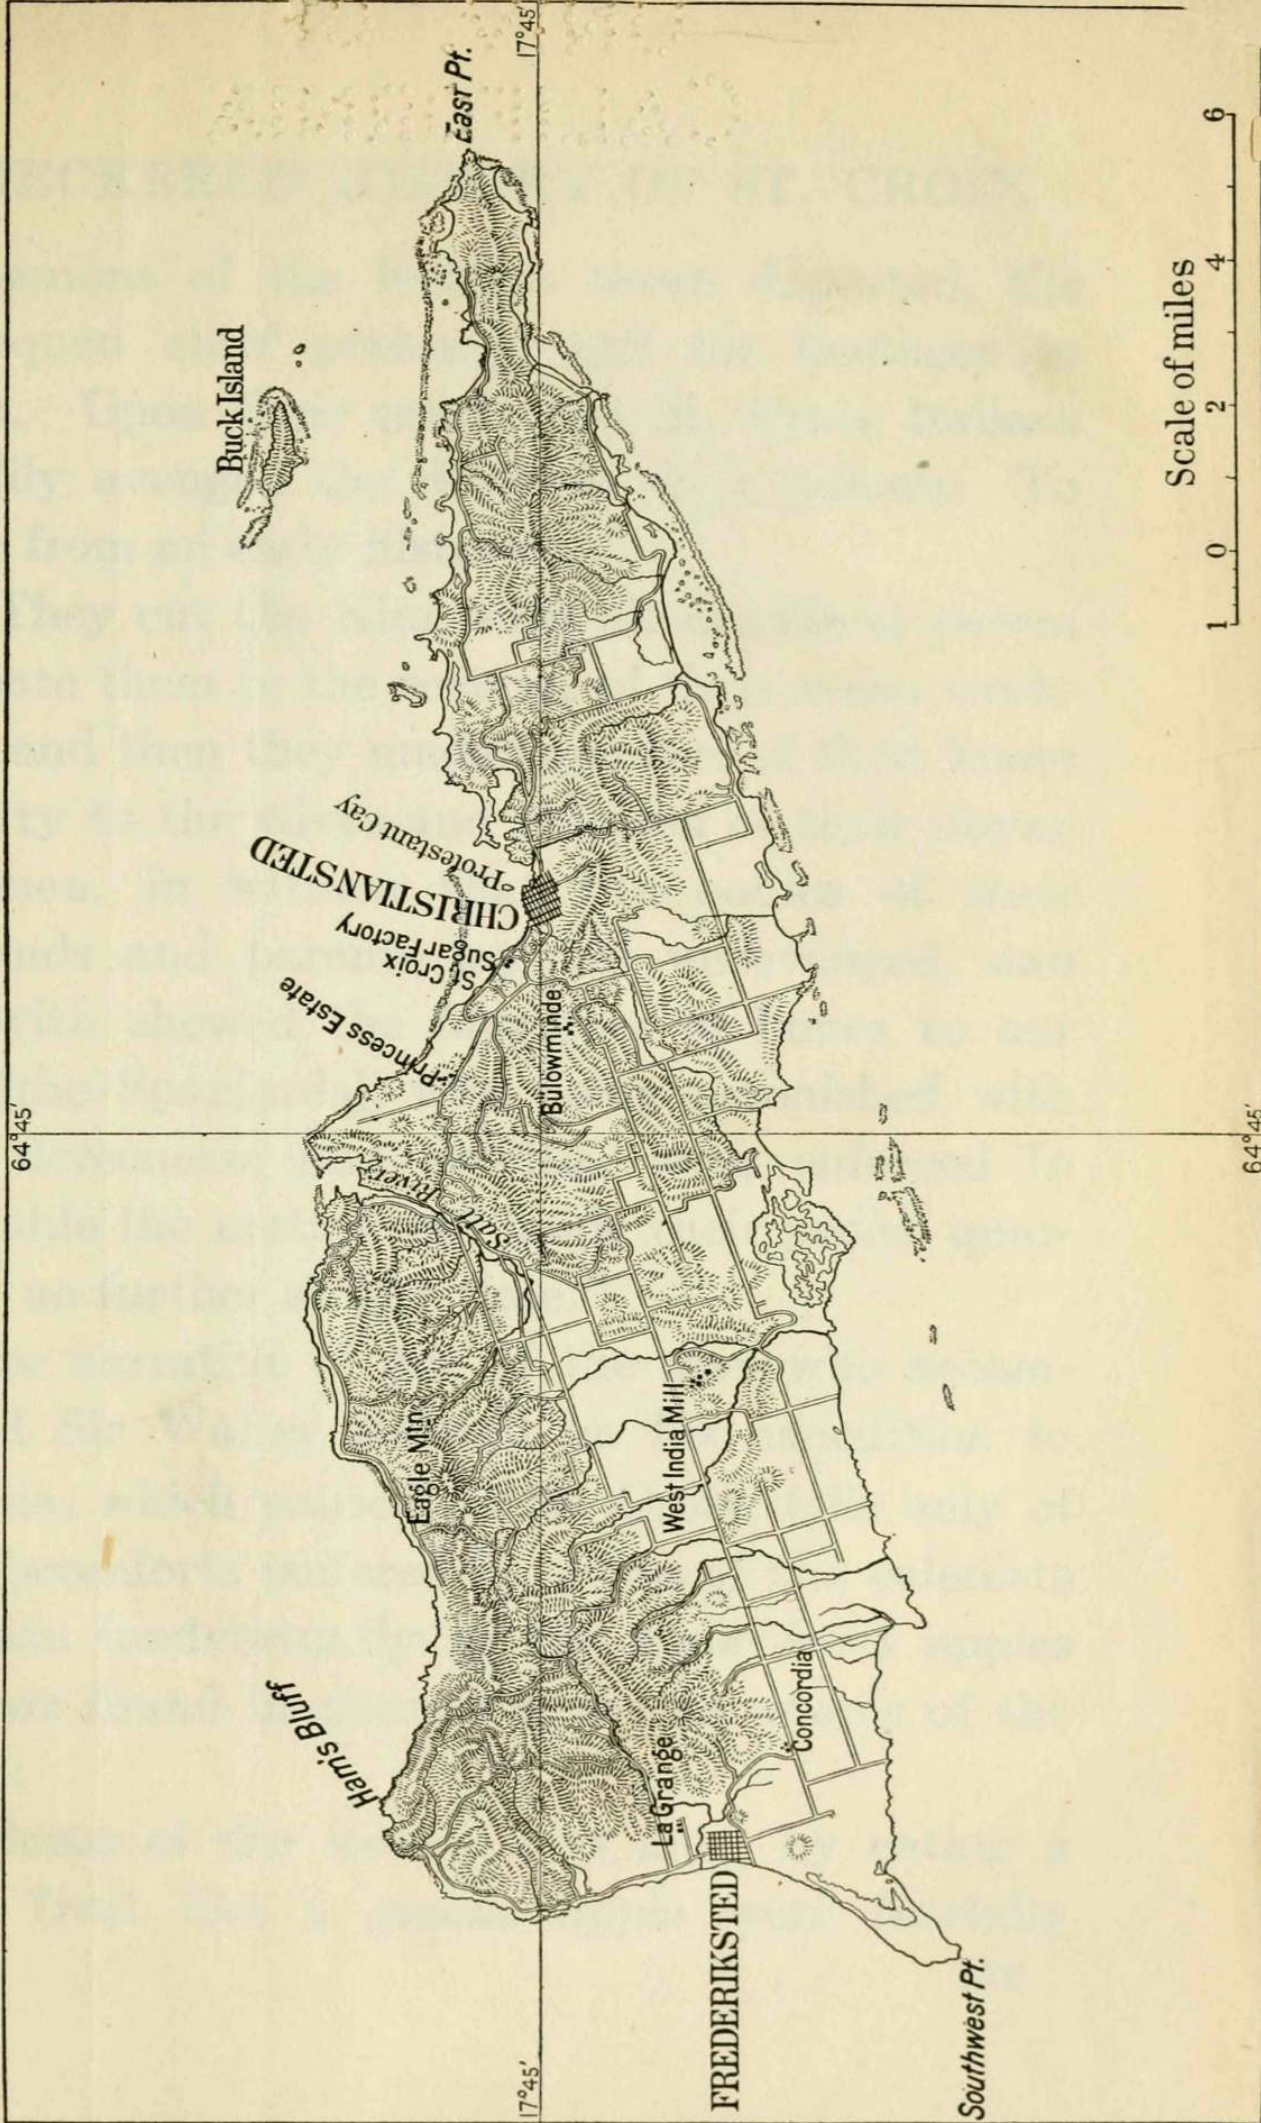 64°45'
Buck Island
East Pt.
17°45'
Protestant Cay
CHRISTIANSTED
St. Croix
Sugar Factory
Princess Estate
Salt River
Bülowminde
Eagle Mtn.
Ham's Bluff
West India Mill
La Grange
Concordia
17°45'
FREDERIKSTED
Southwest Pt.
64°45'
Scale of miles
1 0 2 4 6